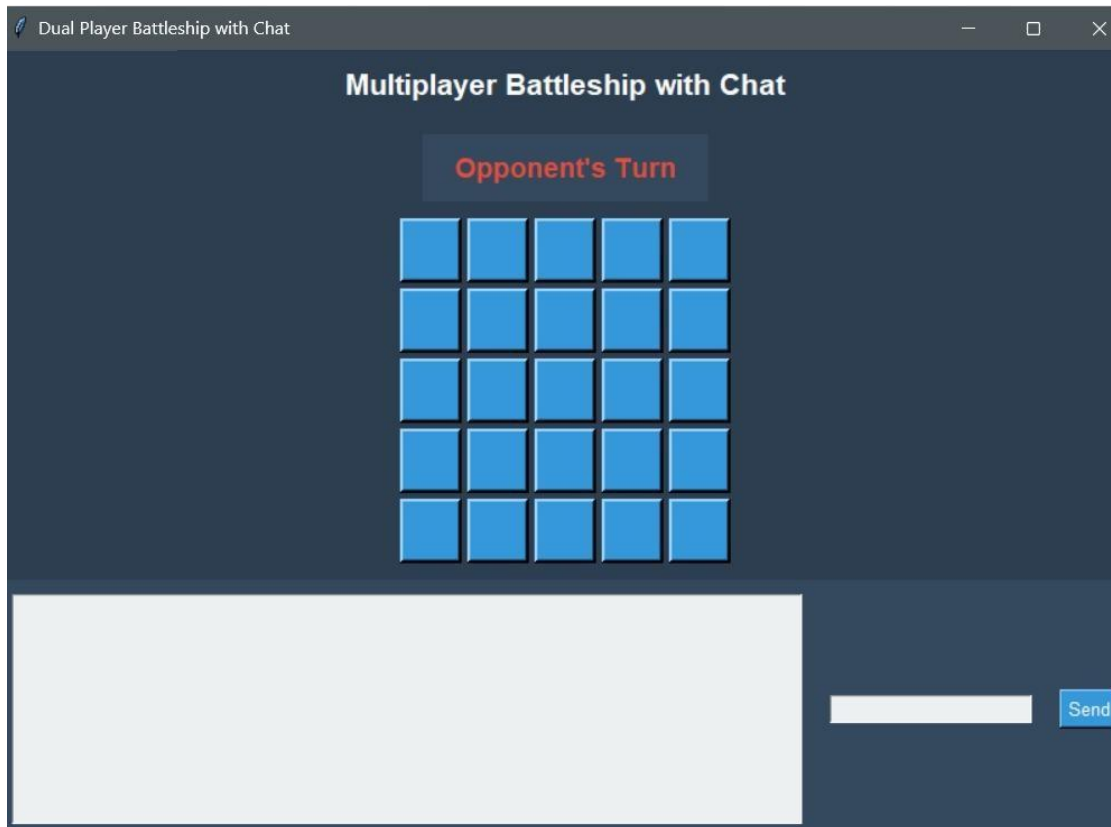 Dual Player Battleship with Chat
Multiplayer Battleship with Chat
Opponent's Turn
Send